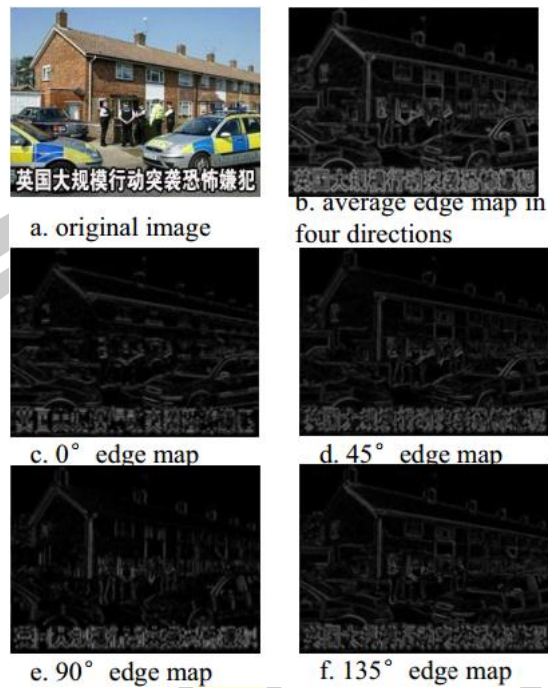 英国大规模行动突袭恐怖嫌犯
a. original image
b. average edge map in
four directions
c. 0° edge map
d. 45° edge map
e. 90° edge map
f. 135° edge map